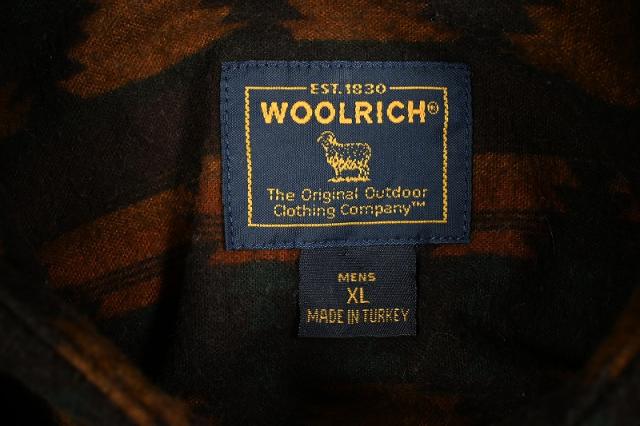 EST. 1830
WOOLRICH®
The Original Outdoor
Clothing Company™
MENS
XL
MADE IN TURKEY